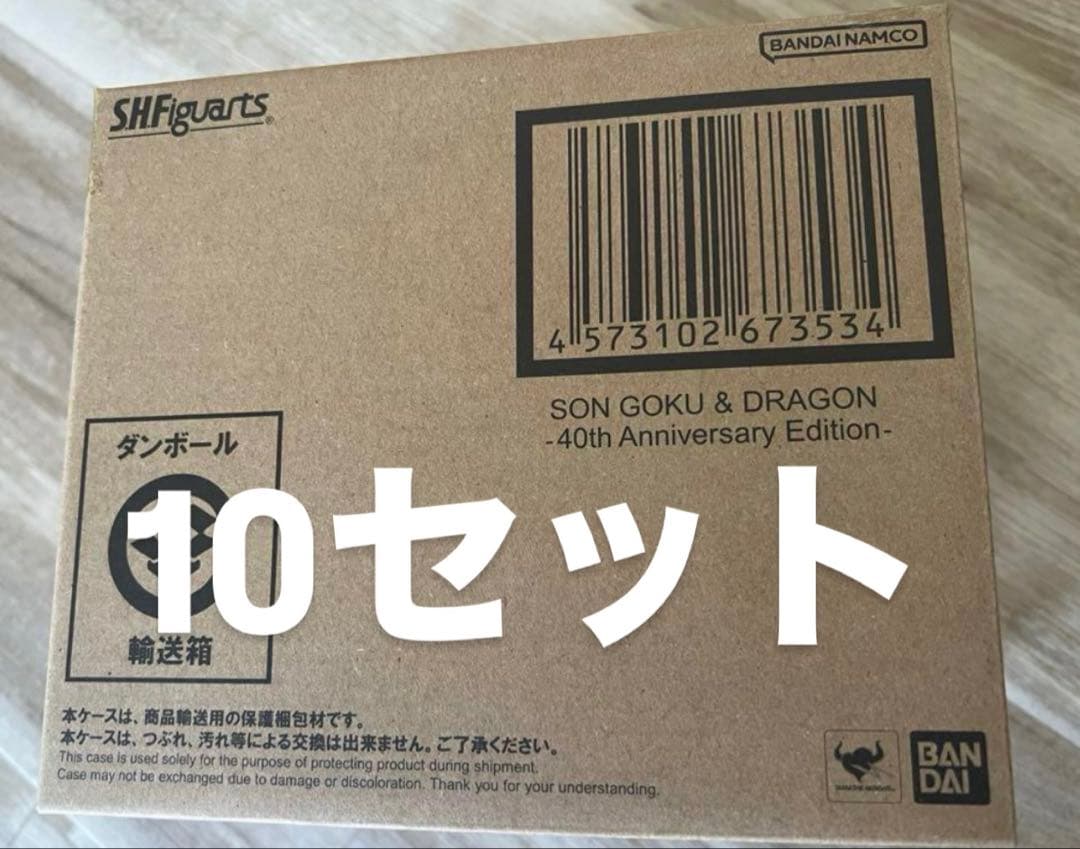 BANDAI NAMCO
S.H.Figuarts®
4 573102 673534
SON GOKU & DRAGON
-40th Anniversary Edition-
ダンボール
10セット
輸送箱
本ケースは、商品輸送用の保護梱包材です。
本ケースは、つぶれ、汚れ等による交換は出来ません。ご了承ください。
This case is used solely for the purpose of protecting product during shipment.
Case may not be exchanged due to damage or discoloration. Thank you for your understanding.
BAN
DAI